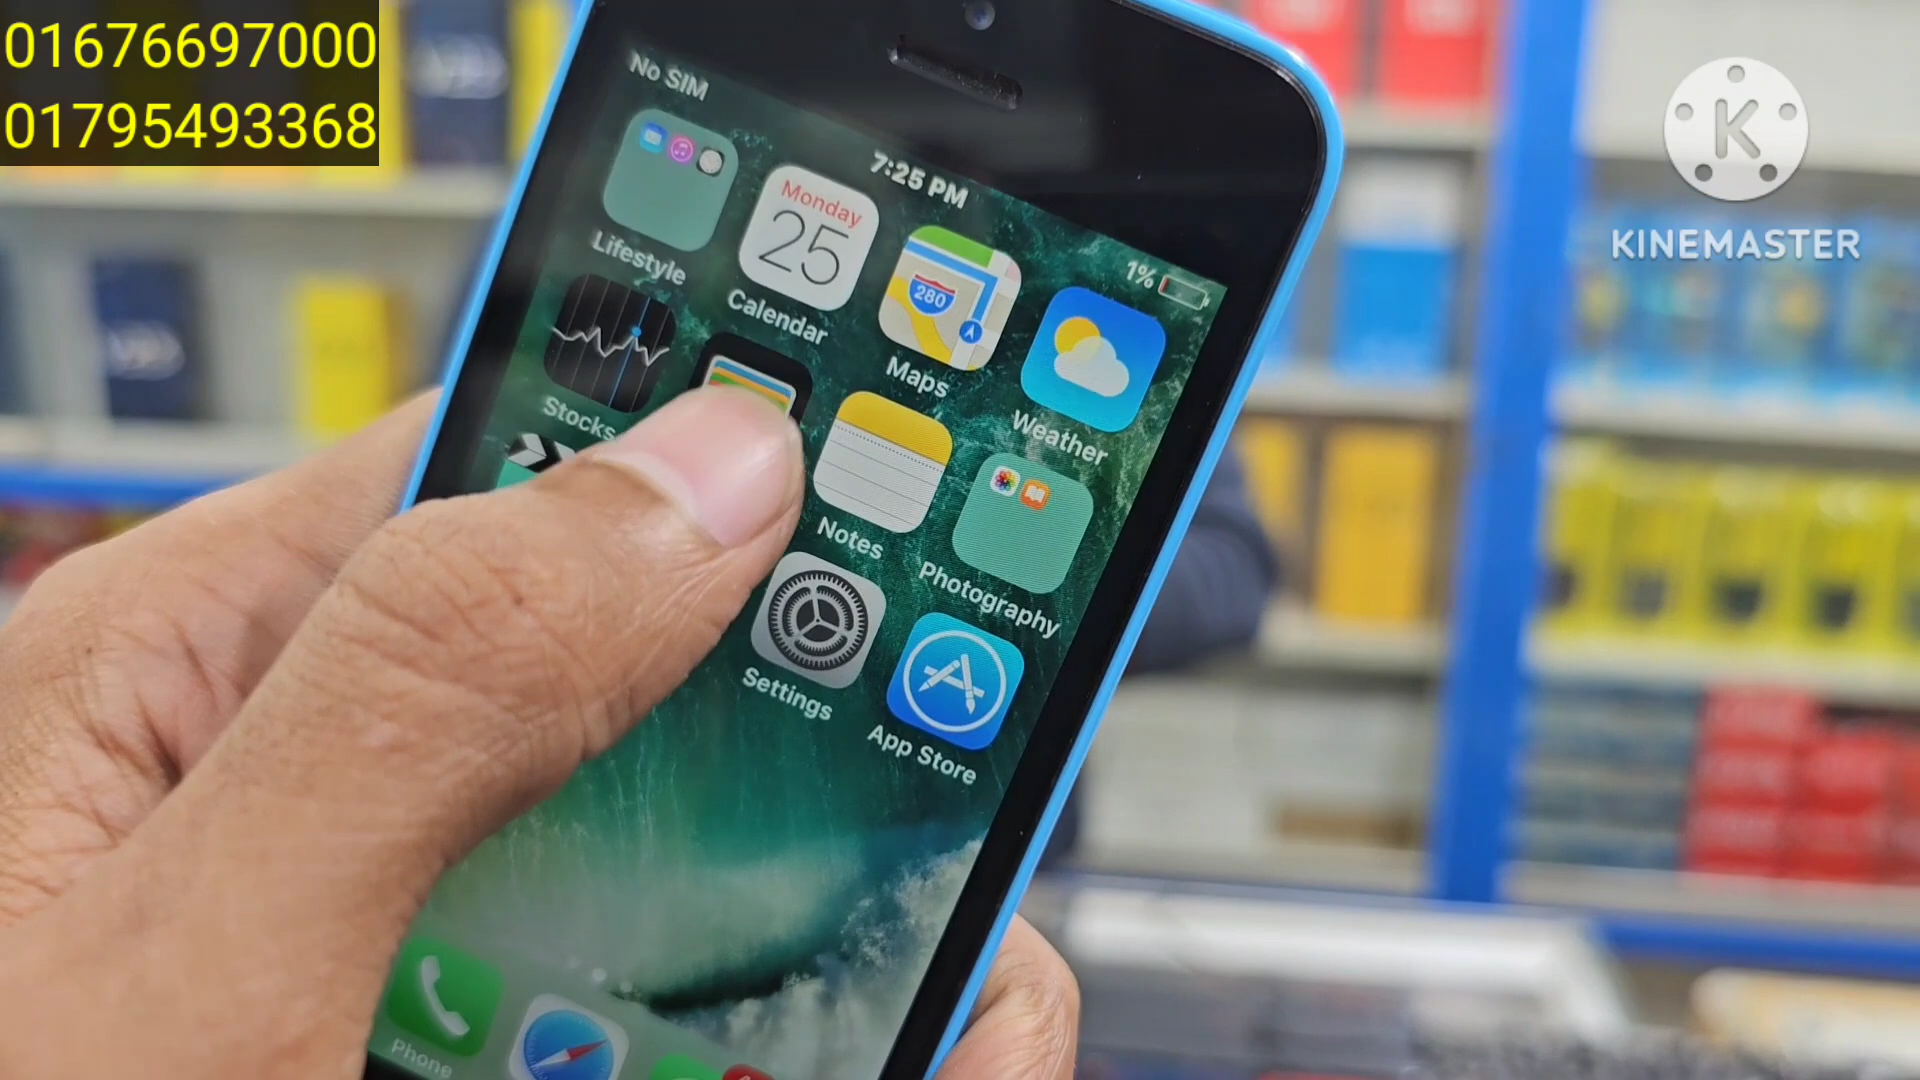 01676697000
01795493368
KINEMASTER
No SIM
7:25 PM
1%
Lifestyle
Monday
25
Calendar
280
Maps
Weather
Stocks
Notes
Photography
Settings
App Store
Phone